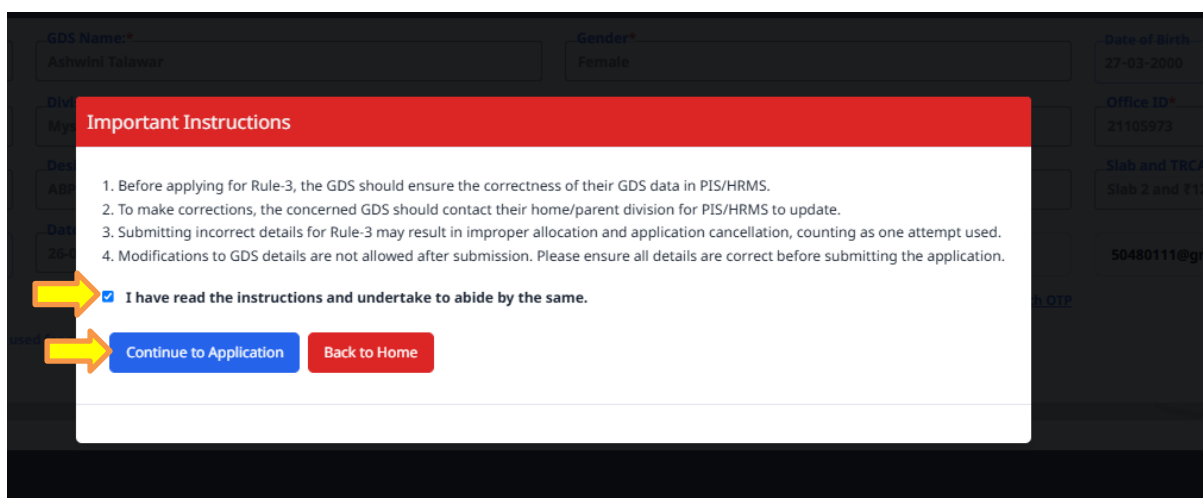 GDS Name:* Gender* Date of Birth
Ashwini Talawar Female 27-03-2000
Office ID*
21105973
Important Instructions
Slab and TRCA
Slab 2 and
1. Before applying for Rule-3, the GDS should ensure the correctness of their GDS data in PIS/HRMS.
2. To make corrections, the concerned GDS should contact their home/parent division for PIS/HRMS to update.
3. Submitting incorrect details for Rule-3 may result in improper allocation and application cancellation, counting as one attempt used.
4. Modifications to GDS details are not allowed after submission. Please ensure all details are correct before submitting the application.
50480111@g
I have read the instructions and undertake to abide by the same.
OTP
used
Continue to Application Back to Home